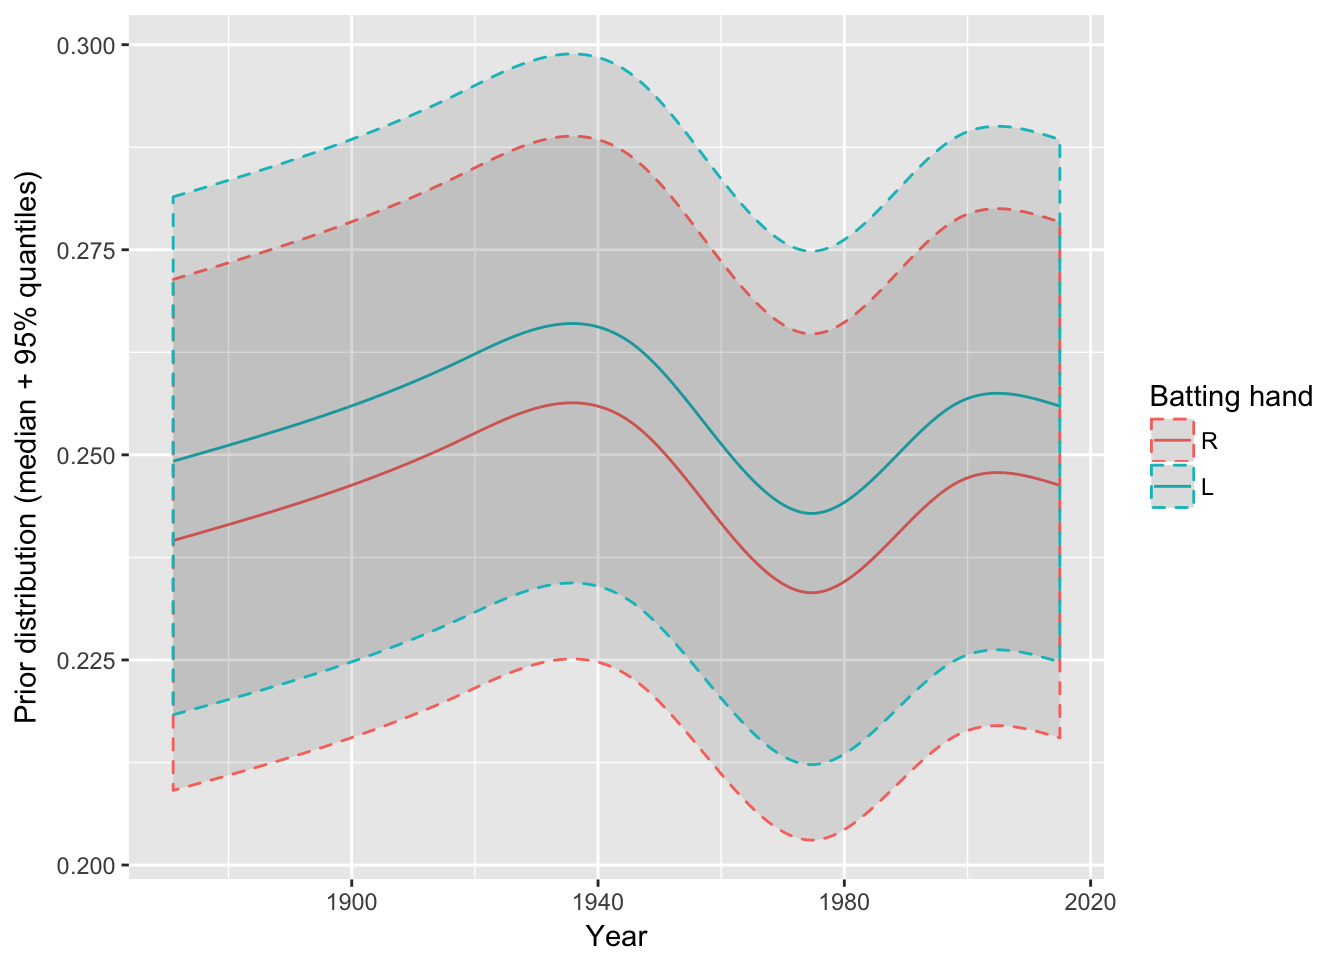 Prior distribution (median + 95% quantiles)
0.300
0.275
0.250
0.225
0.200
1900
1940
1980
2020
Year
Batting hand
R
L